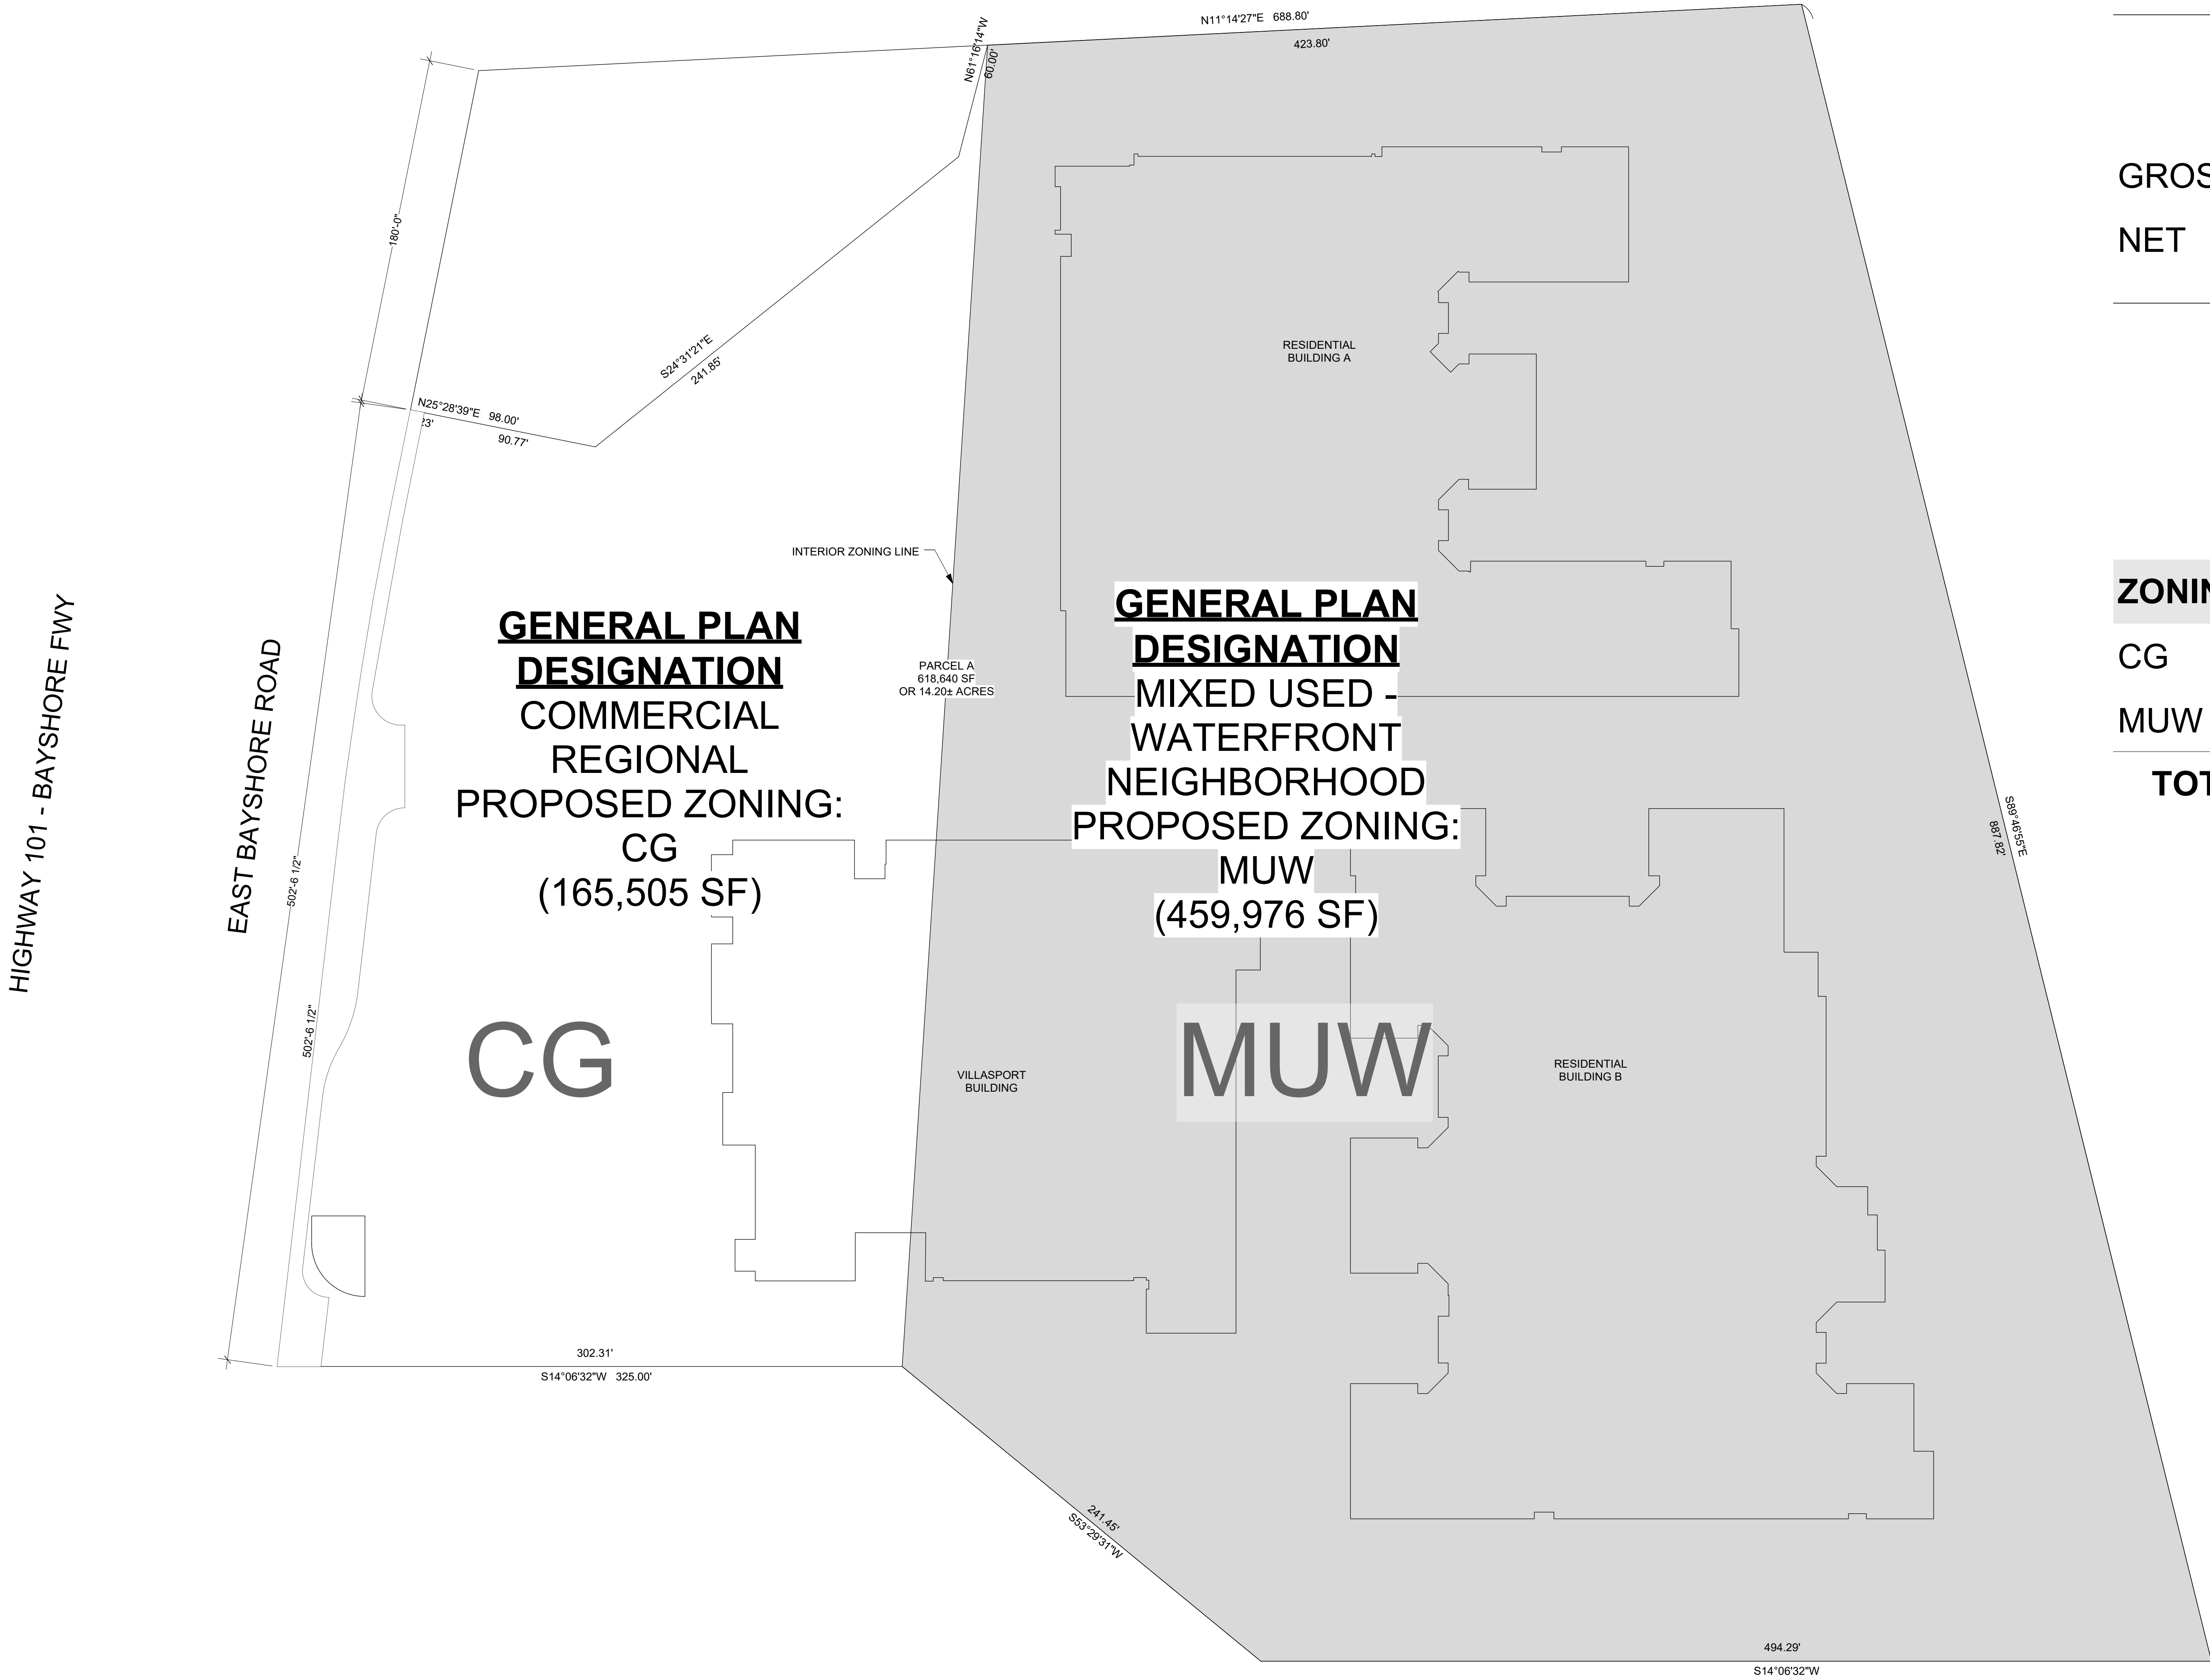 N11°14'27"E 688.80'
423.80'
N61°16'14"W
60.00'
180'-0"
S24°31'21"E
241.85'
N25°28'39"E 98.00'
90.77'
INTERIOR ZONING LINE
RESIDENTIAL
BUILDING A
GENERAL PLAN
DESIGNATION
COMMERCIAL
REGIONAL
PROPOSED ZONING:
CG
(165,505 SF)
PARCEL A
618,640 SF
OR 14.20± ACRES
GENERAL PLAN
DESIGNATION
MIXED USED -
WATERFRONT
NEIGHBORHOOD
PROPOSED ZONING:
MUW
(459,976 SF)
HIGHWAY 101 - BAYSHORE FWY
EAST BAYSHORE ROAD
502'-6 1/2"
502'-6 1/2"
CG
VILLASPORT
BUILDING
MUW
RESIDENTIAL
BUILDING B
S89°46'55"E
887.82'
302.31'
S14°06'32"W 325.00'
241.45'
S53°29'31"W
494.29'
S14°06'32"W
GROS
NET
ZONIN
CG
MUW
TOT